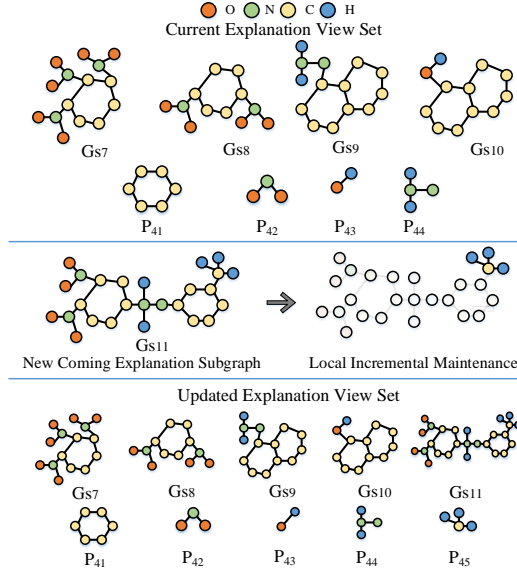 O N C H
Current Explanation View Set
Gs7 Gs8 Gs9 Gs10
P41 P42 P43 P44
Gs11
New Coming Explanation Subgraph Local Incremental Maintenance
Updated Explanation View Set
Gs7 Gs8 Gs9 Gs10 Gs11
P41 P42 P43 P44 P45